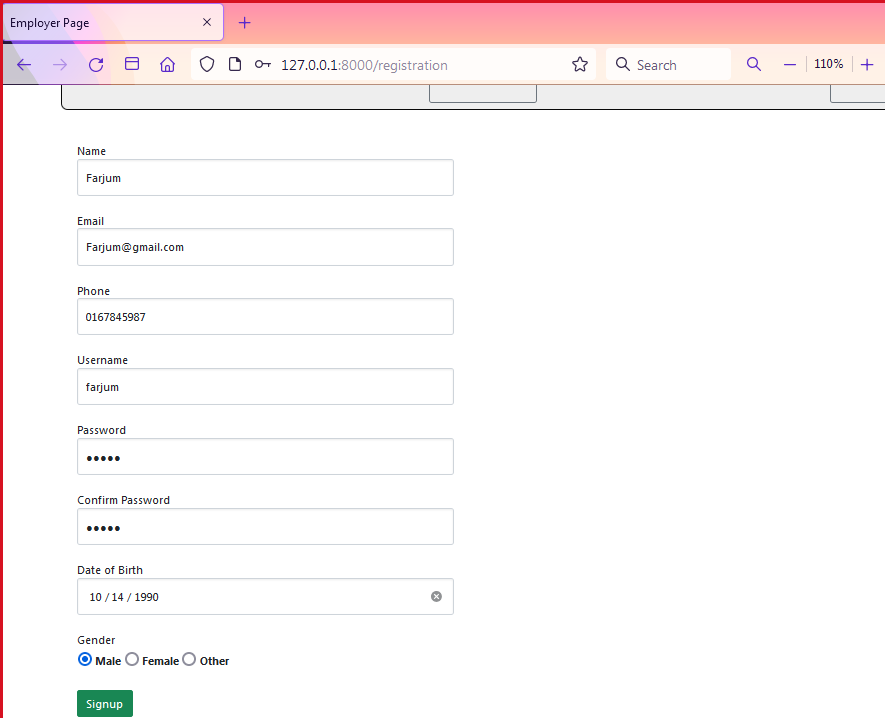 Employer Page
127.0.0.1:8000/registration
Search
110%
Name
Farjum
Email
Farjum@gmail.com
Phone
0167845987
Username
farjum
Password
•••••
Confirm Password
•••••
Date of Birth
10 / 14 / 1990
Gender
Male Female Other
Signup